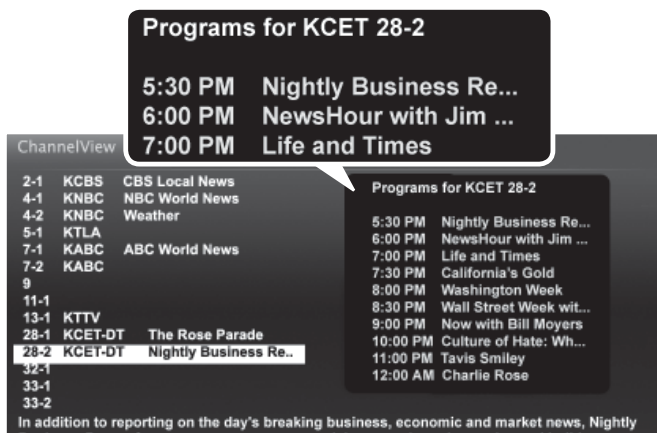 Programs for KCET 28-2
5:30 PM Nightly Business Re...
6:00 PM NewsHour with Jim ...
7:00 PM Life and Times
ChannelView
2-1 KCBS CBS Local News
4-1 KNBC NBC World News
4-2 KNBC Weather
5-1 KTLA
7-1 KABC ABC World News
7-2 KABC
9
11-1
13-1 KTTV
28-1 KCET-DT The Rose Parade
28-2 KCET-DT Nightly Business Re..
32-1
33-1
33-2
Programs for KCET 28-2
5:30 PM Nightly Business Re...
6:00 PM NewsHour with Jim ...
7:00 PM Life and Times
7:30 PM California's Gold
8:00 PM Washington Week
8:30 PM Wall Street Week wit...
9:00 PM Now with Bill Moyers
10:00 PM Culture of Hate: Wh...
11:00 PM Tavis Smiley
12:00 AM Charlie Rose
In addition to reporting on the day's breaking business, economic and market news, Nightly